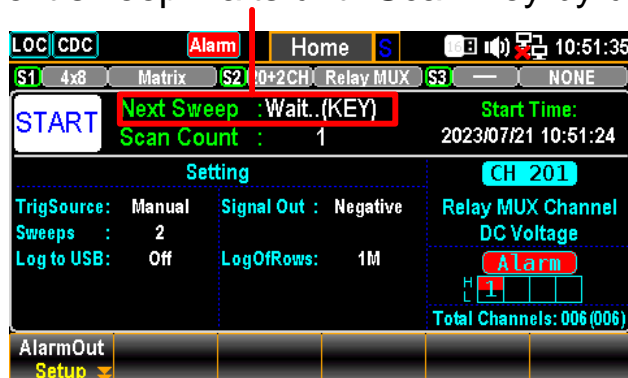 LOC CDC Alarm Home S 16 10:51:35
S1 4x8 Matrix S2 20+2CH Relay MUX S3 — NONE
START
Next Sweep :Wait..(KEY)
Scan Count : 1
Start Time:
2023/07/21 10:51:24
Setting
TrigSource: Manual Signal Out : Negative
Sweeps : 2
Log to USB: Off LogOfRows: 1M
CH 201
Relay MUX Channel
DC Voltage
Alarm
H
L 1
Total Channels: 006(006)
AlarmOut
Setup